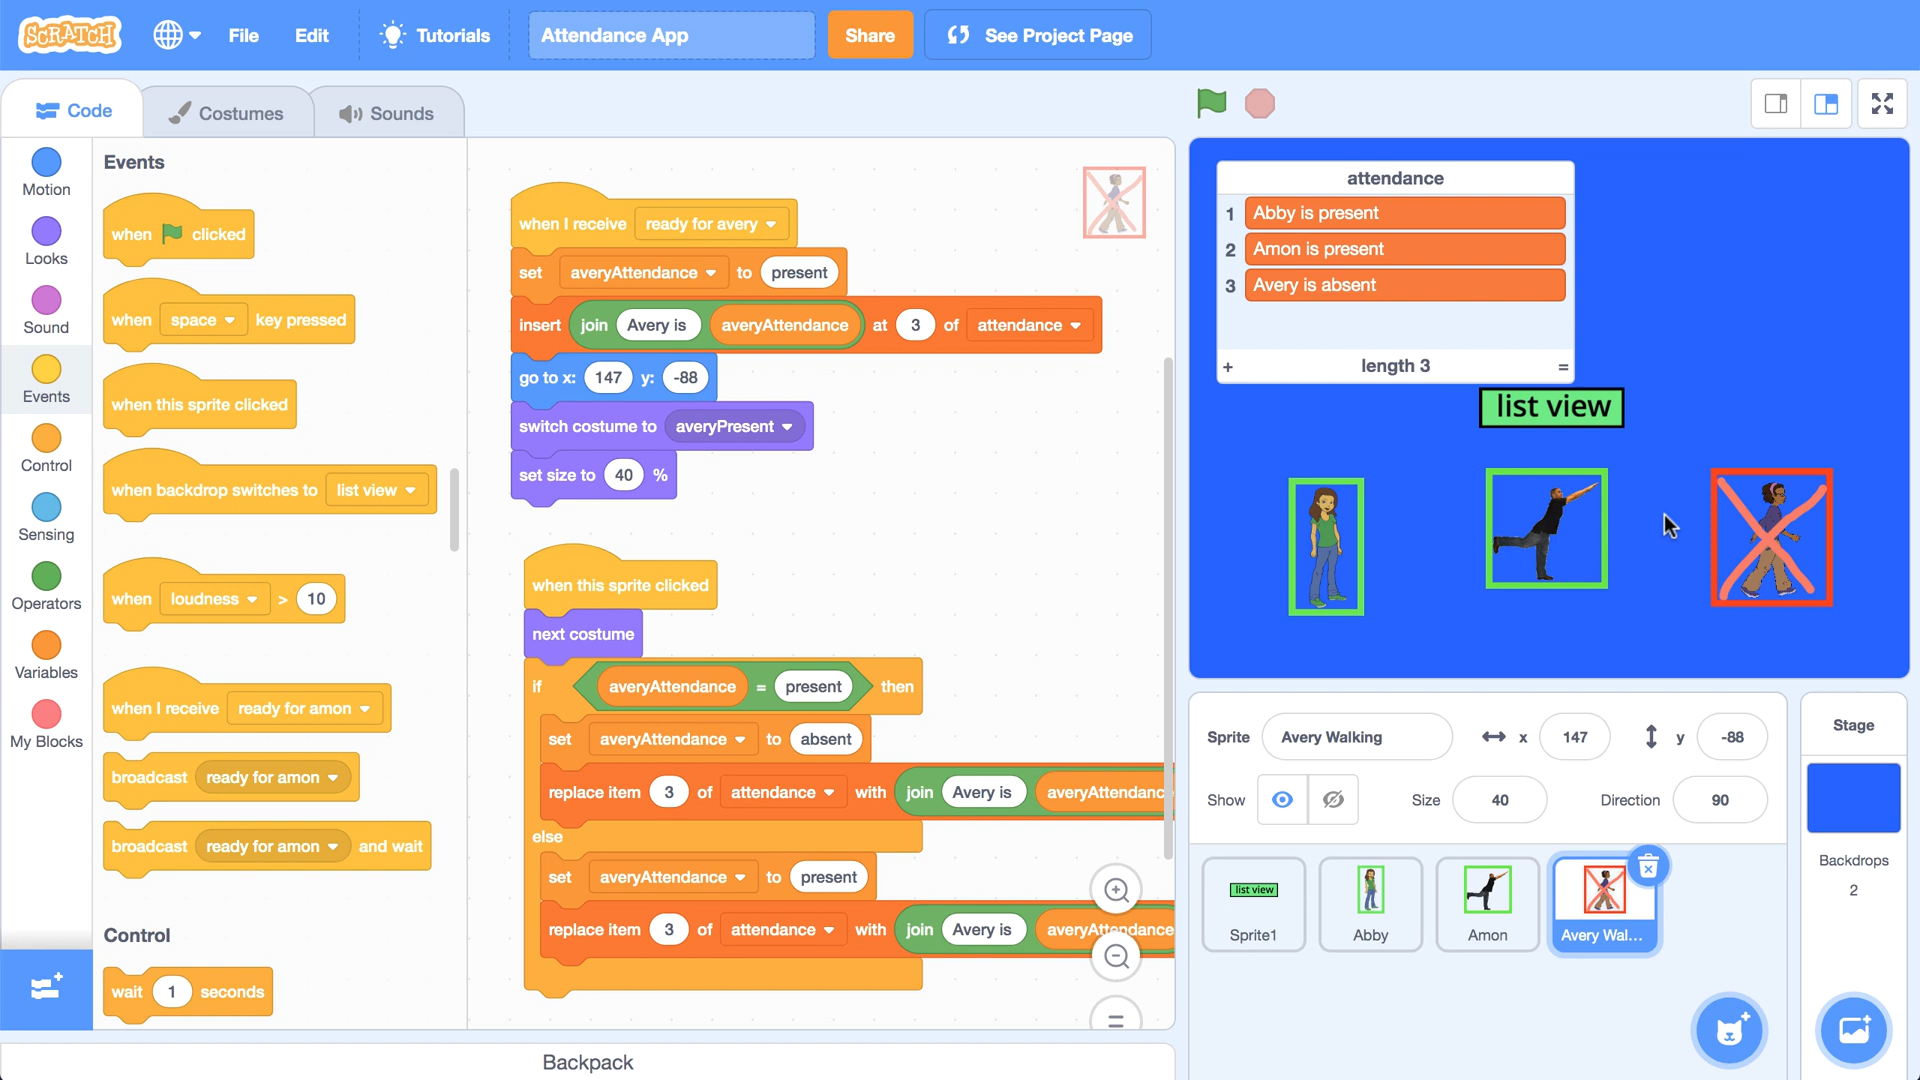 SCRATCH File Edit Tutorials Attendance App Share See Project Page
Code Costumes Sounds
Motion
Looks
Sound
Events
Control
Sensing
Operators
Variables
My Blocks
Events
when clicked
when space key pressed
when this sprite clicked
when backdrop switches to list view
when loudness > 10
when I receive ready for amon
broadcast ready for amon
broadcast ready for amon and wait
Control
wait 1 seconds
when I receive ready for avery
set averyAttendance to present
insert join Avery is averyAttendance at 3 of attendance
go to x: 147 y: -88
switch costume to averyPresent
set size to 40 %
when this sprite clicked
next costume
if averyAttendance = present then
set averyAttendance to absent
replace item 3 of attendance with join Avery is averyAttendanc
else
set averyAttendance to present
replace item 3 of attendance with join Avery is averyAttendance
Backpack
attendance
1 Abby is present
2 Amon is present
3 Avery is absent
+ length 3 =
list view
Sprite Avery Walking x 147 y -88
Show Size 40 Direction 90
list view
Sprite1
Abby
Amon
Avery Wal...
Stage
Backdrops
2